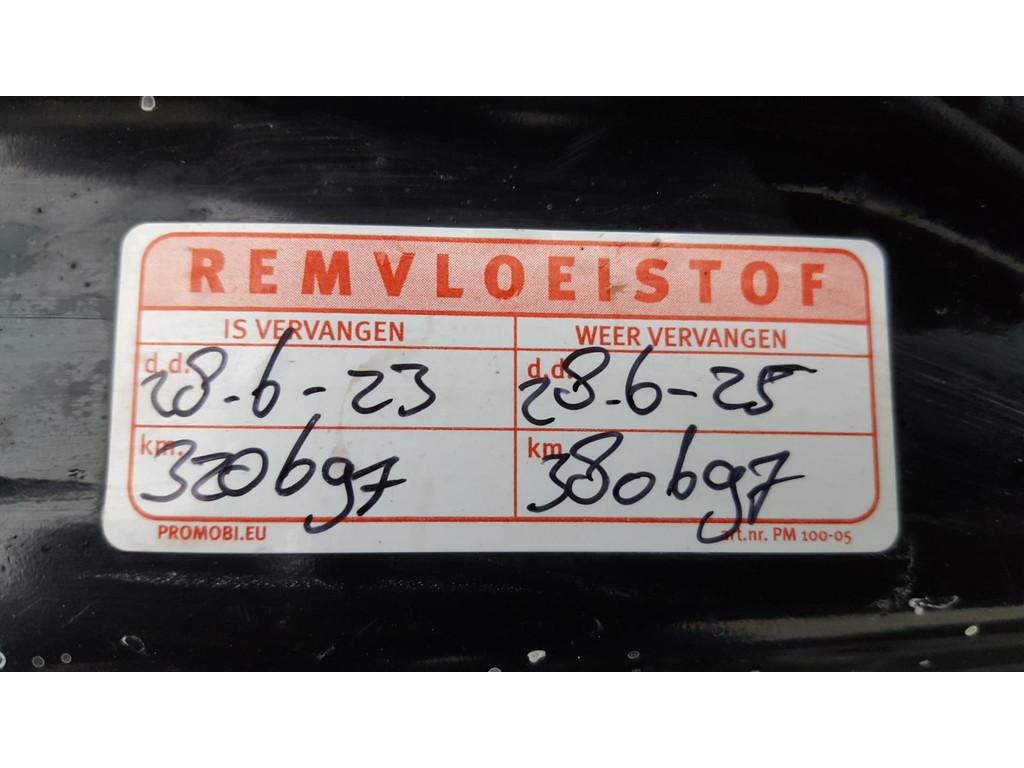 REMVLOEISTOF
IS VERVANGEN WEER VERVANGEN
d.d. 28-6-23 d.d. 28-6-25
km. 320697 km. 380697
PROMOBI.EU art.nr. PM 100-05